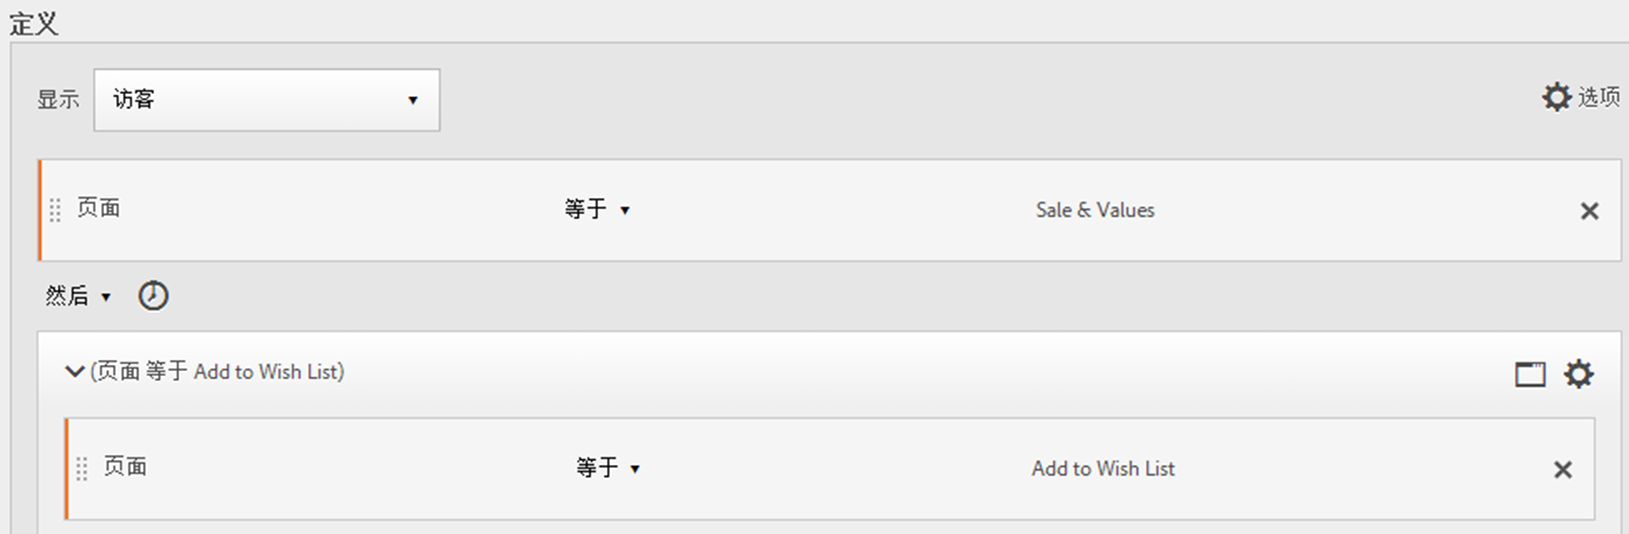 定义
显示 访客 选项
页面 等于 Sale & Values
然后
(页面 等于 Add to Wish List)
页面 等于 Add to Wish List